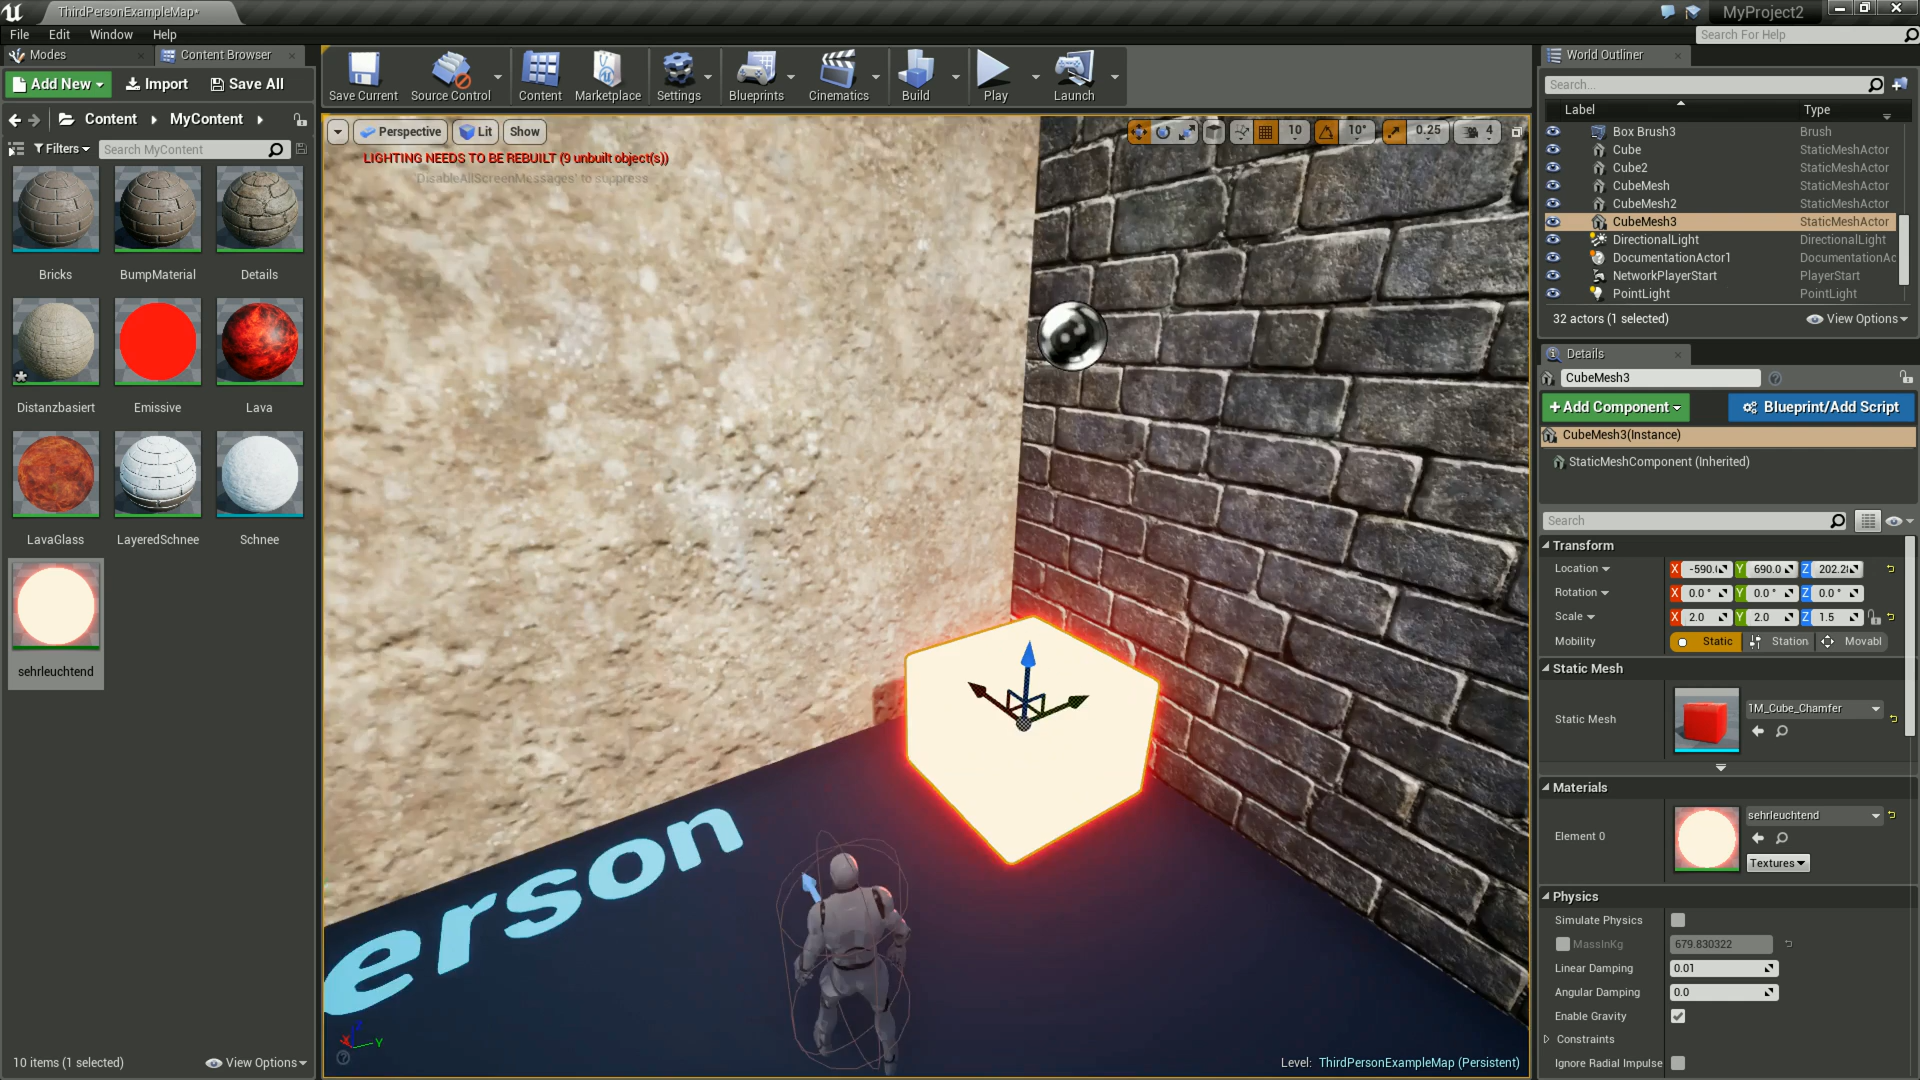 ThirdPersonExampleMap*
MyProject2
File Edit Window Help
Search For Help
Modes
Content Browser
Add New
Import
Save All
Content MyContent
Filters
Search MyContent
Bricks
BumpMaterial
Details
Distanzbasiert
Emissive
Lava
LavaGlass
LayeredSchnee
Schnee
sehrleuchtend
10 items (1 selected)
View Options
Save Current
Source Control
Content
Marketplace
Settings
Blueprints
Cinematics
Build
Play
Launch
Perspective
Lit
Show
10
10°
0.25
4
LIGHTING NEEDS TO BE REBUILT (9 unbuilt object(s))
'DisableAllScreenMessages' to suppress
erson
X
Z
Y
Level: ThirdPersonExampleMap (Persistent)
World Outliner
Search...
Label Type
Box Brush3 Brush
Cube StaticMeshActor
Cube2 StaticMeshActor
CubeMesh StaticMeshActor
CubeMesh2 StaticMeshActor
CubeMesh3 StaticMeshActor
DirectionalLight DirectionalLight
DocumentationActor1 DocumentationAc
NetworkPlayerStart PlayerStart
PointLight PointLight
32 actors (1 selected)
View Options
Details
CubeMesh3
Add Component
Blueprint/Add Script
CubeMesh3(Instance)
StaticMeshComponent (Inherited)
Search
Transform
Location X -590. Y 690.0 Z 202.2
Rotation X 0.0 ° Y 0.0 ° Z 0.0 °
Scale X 2.0 Y 2.0 Z 1.5
Mobility Static Station Movabl
Static Mesh
Static Mesh
1M_Cube_Chamfer
Materials
Element 0
sehrleuchtend
Textures
Physics
Simulate Physics
MassInKg 679.830322
Linear Damping 0.01
Angular Damping 0.0
Enable Gravity
Constraints
Ignore Radial Impulse